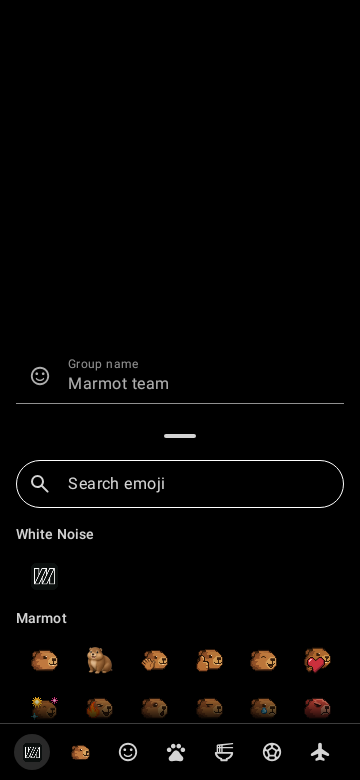 Group name
Marmot team
Search emoji
White Noise
Marmot